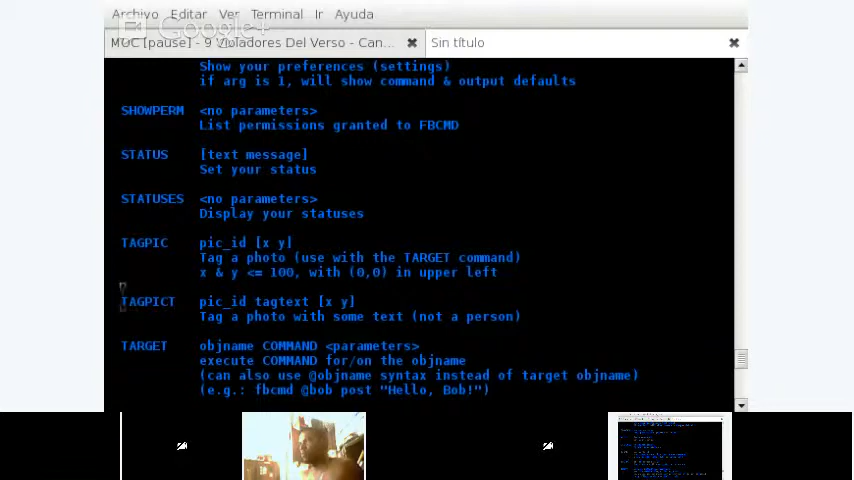 Archivo Editar Ver Terminal Ir Ayuda
Google+
MOC [pause] - 9 Violadores Del Verso - Can... Sin título
Show your preferences (settings)
if arg is 1, will show command & output defaults
SHOWPERM <no parameters>
List permissions granted to FBCMD
STATUS [text message]
Set your status
STATUSES <no parameters>
Display your statuses
TAGPIC pic_id [x y]
Tag a photo (use with the TARGET command)
x & y <= 100, with (0,0) in upper left
TAGPICT pic_id tagtext [x y]
Tag a photo with some text (not a person)
TARGET objname COMMAND <parameters>
execute COMMAND for/on the objname
(can also use @objname syntax instead of target objname)
(e.g.: fbcmd @bob post "Hello, Bob!")